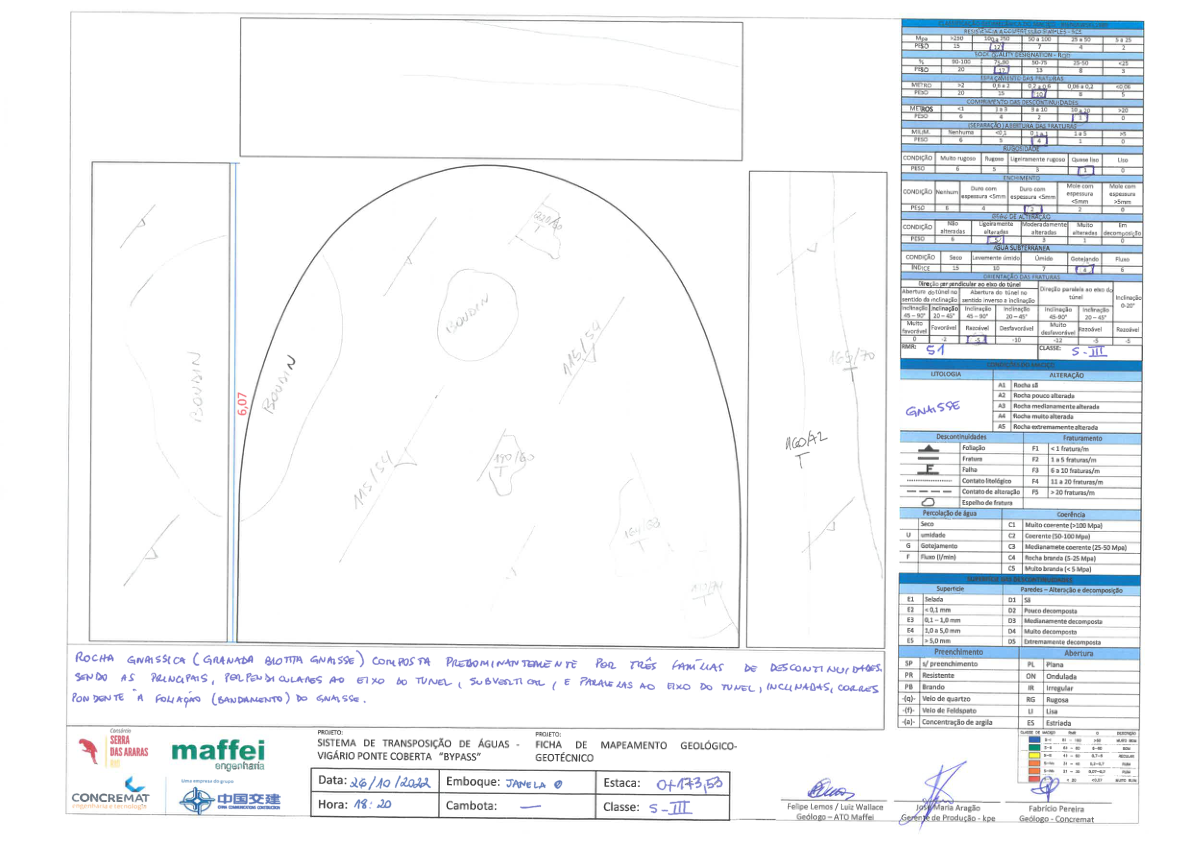 CLASSIFICAÇÃO GEOMECÂNICA DO MACIÇO
RESISTÊNCIA A COMPRESSÃO SIMPLES - RCS
Mpa >250 100 a 250 50 a 100 25 a 50 5 a 25
PESO 15 12 7 4 2
ROCK QUALITY DESIGNATION - RQD
% 90-100 75-90 50-75 25-50 <25
PESO 20 17 13 8 3
ESPAÇAMENTO DAS FRATURAS
METRO >2 0,6 a 2 0,2 a 0,6 0,06 a 0,2 <0,06
PESO 20 15 10 8 5
COMPRIMENTO DAS DESCONTINUIDADES
METROS <1 1 a 3 3 a 10 10 a 20 >20
PESO 6 4 2 1 0
SEPARAÇÃO (ABERTURA DAS FRATURAS
MILIM. Nenhuma <0,1 0,1 a 1 1 a 5 >5
PESO 6 5 4 1 0
RUGOSIDADE
CONDIÇÃO Muito rugoso Rugoso Ligeiramente rugoso Quase liso Liso
PESO 6 5 3 1 0
ENCHIMENTO
CONDIÇÃO Nenhum Duro com espessura <5mm Duro com espessura <5mm Mole com espessura <5mm Mole com espessura >5mm
PESO 6 4 2 2 0
GRAU DE ALTERAÇÃO
CONDIÇÃO Não alteradas Ligeiramente alteradas Moderadamente alteradas Muito alteradas Em decomposição
PESO 6 5 3 1 0
ÁGUA SUBTERRÂNEA
CONDIÇÃO Seco Levemente úmido Úmido Gotejando Fluxo
ÍNDICE 15 10 7 4 6
ORIENTAÇÃO DAS FRATURAS
Direção perpendicular ao eixo do túnel
Direção paralela ao eixo do túnel
Inclinação 0-20°
Abertura do túnel no sentido da inclinação
Abertura do túnel no sentido inverso a inclinação
Inclinação 45 – 90° Inclinação 20 – 45° Inclinação 45 – 90° Inclinação 20 – 45° Inclinação 45-90° Inclinação 20 – 45°
Muito favorável Favorável Razoável Desfavorável Muito desfavorável Razoável Razoável
0 -2 -5 -10 -12 -5 -5
RMR: 51 CLASSE: S-III
LITOLOGIA ALTERAÇÃO
GNAISSE
A1 Rocha sã
A2 Rocha pouco alterada
A3 Rocha medianamente alterada
A4 Rocha muito alterada
A5 Rocha extremamente alterada
Descontinuidades Fraturamento
Foliação F1 < 1 fratura/m
Fratura F2 1 a 5 fraturas/m
F Falha F3 6 a 10 fraturas/m
Contato litológico F4 11 a 20 fraturas/m
Contato de alteração F5 > 20 fraturas/m
Espelho de fratura
Percolação de água Coerência
Seco C1 Muito coerente (>100 Mpa)
U umidade C2 Coerente (50-100 Mpa)
G Gotejamento C3 Medianamete coerente (25-50 Mpa)
F Fluxo (l/min) C4 Rocha branda (5-25 Mpa)
C5 Muito branda (< 5 Mpa)
SUPERFÍCIE DAS DESCONTINUIDADES
Superfície Paredes – Alteração e decomposição
E1 Selada D1 Sã
E2 < 0,1 mm D2 Pouco decomposta
E3 0,1 – 1,0 mm D3 Medianamente decomposta
E4 1,0 a 5,0 mm D4 Muito decomposta
E5 > 5,0 mm D5 Extremamente decomposta
Preenchimento Abertura
SP s/ preenchimento PL Plana
PR Resistente ON Ondulada
PB Brando IR Irregular
-(q)- Veio de quartzo RG Rugosa
-(f)- Veio de Feldspato LI Lisa
-(a)- Concentração de argila ES Estriada
BOUDIN
6,07
BOUDIN
BOUDIN
115/54
115/54
190/80
165/70
160/72
ROCHA GNAISSICA (GRANADA BIOTITA GNAISSE) COMPOSTA PREDOMINANTEMENTE POR TRÊS FAMÍLIAS DE DESCONTINUIDADES
SENDO AS PRINCIPAIS, PERPENDICULARES AO EIXO DO TUNEL, SUBVERTICAL, E PARALELAS AO EIXO DO TUNEL, INCLINADAS, CORRES
PONDENTE A FOLIAÇÃO (BANDAMENTO) DO GNAISSE.
Consórcio
SERRA
DAS ARARAS
maffei
engenharia
CONCREMAT
engenharia e tecnologia
Uma empresa do grupo
中国交建
CHINA COMMUNICATIONS CONSTRUCTION
PROJETO:
SISTEMA DE TRANSPOSIÇÃO DE ÁGUAS -
VIGÁRIO PONTE COBERTA "BYPASS"
PROJETO:
FICHA DE MAPEAMENTO GEOLÓGICO-
GEOTÉCNICO
Data: 26/10/2022 Emboque: JANELA 0 Estaca: 0+173,53
Hora: 18:20 Cambota: — Classe: S-III
Felipe Lemos / Luiz Wallace
Geólogo – ATO Maffei
José Maria Aragão
Gerente de Produção - kpe
Fabrício Pereira
Geólogo - Concremat